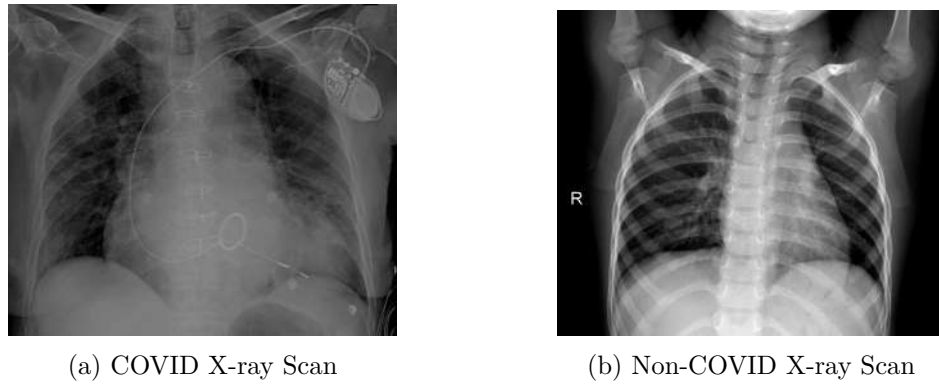 R
(a) COVID X-ray Scan
(b) Non-COVID X-ray Scan